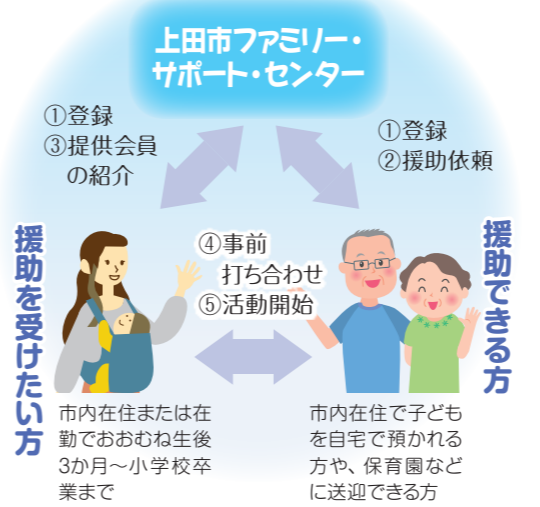 上田市ファミリー・
サポート・センター
①登録
③提供会員
の紹介
①登録
②援助依頼
援助を受けたい方
④事前
打ち合わせ
⑤活動開始
援助できる方
市内在住または在
勤でおおむね生後
3か月～小学校卒
業まで
市内在住で子ども
を自宅で預かれる
方や、保育園など
に送迎できる方